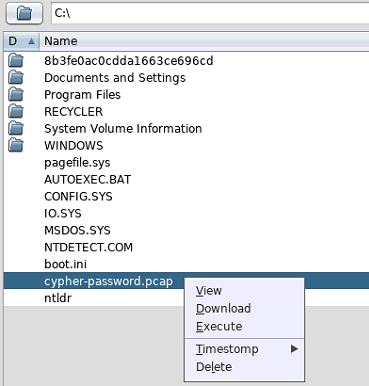 C:\
D Name
8b3fe0ac0cdda1663ce696cd
Documents and Settings
Program Files
RECYCLER
System Volume Information
WINDOWS
pagefile.sys
AUTOEXEC.BAT
CONFIG.SYS
IO.SYS
MSDOS.SYS
NTDETECT.COM
boot.ini
cypher-password.pcap
ntldr
View
Download
Execute
Timestomp
Delete